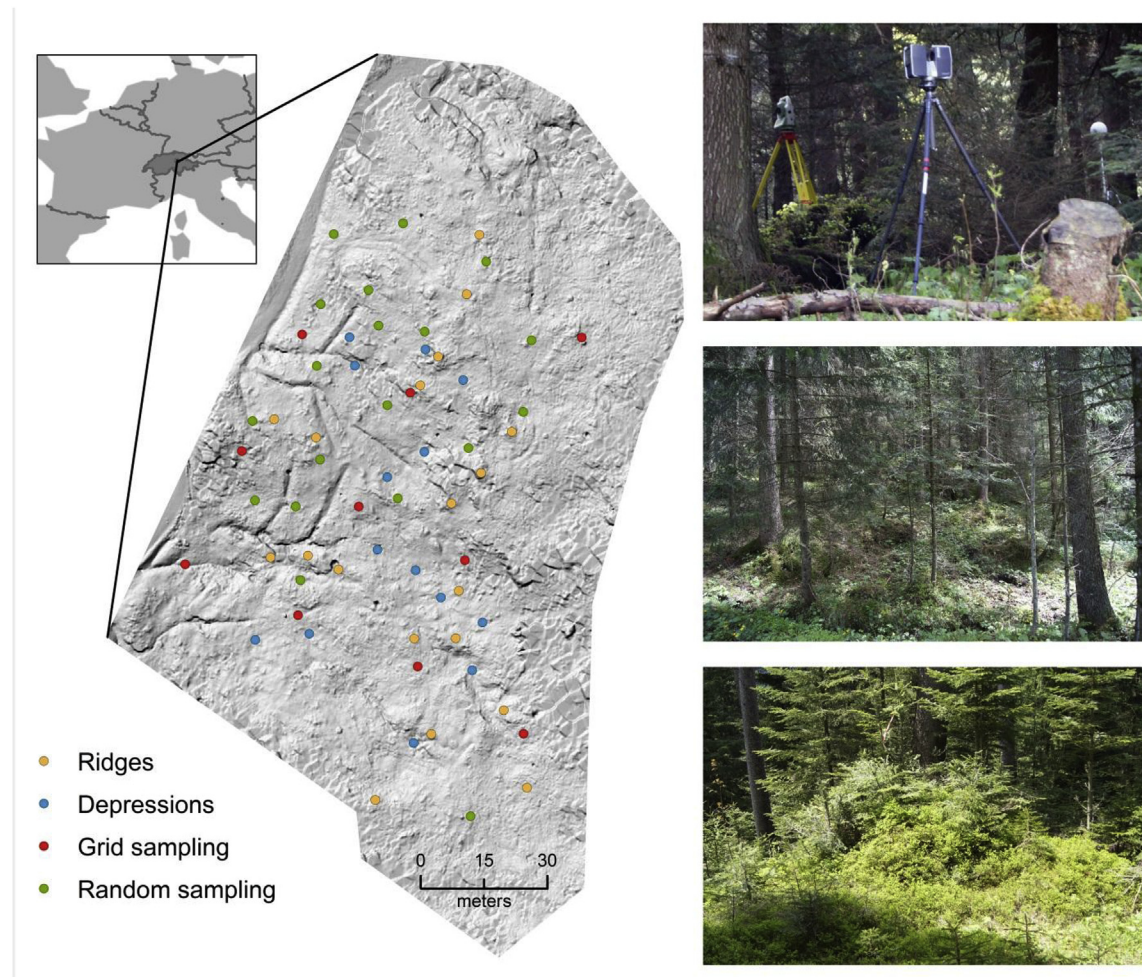 Ridges
Depressions
Grid sampling
Random sampling
0 15 30
meters